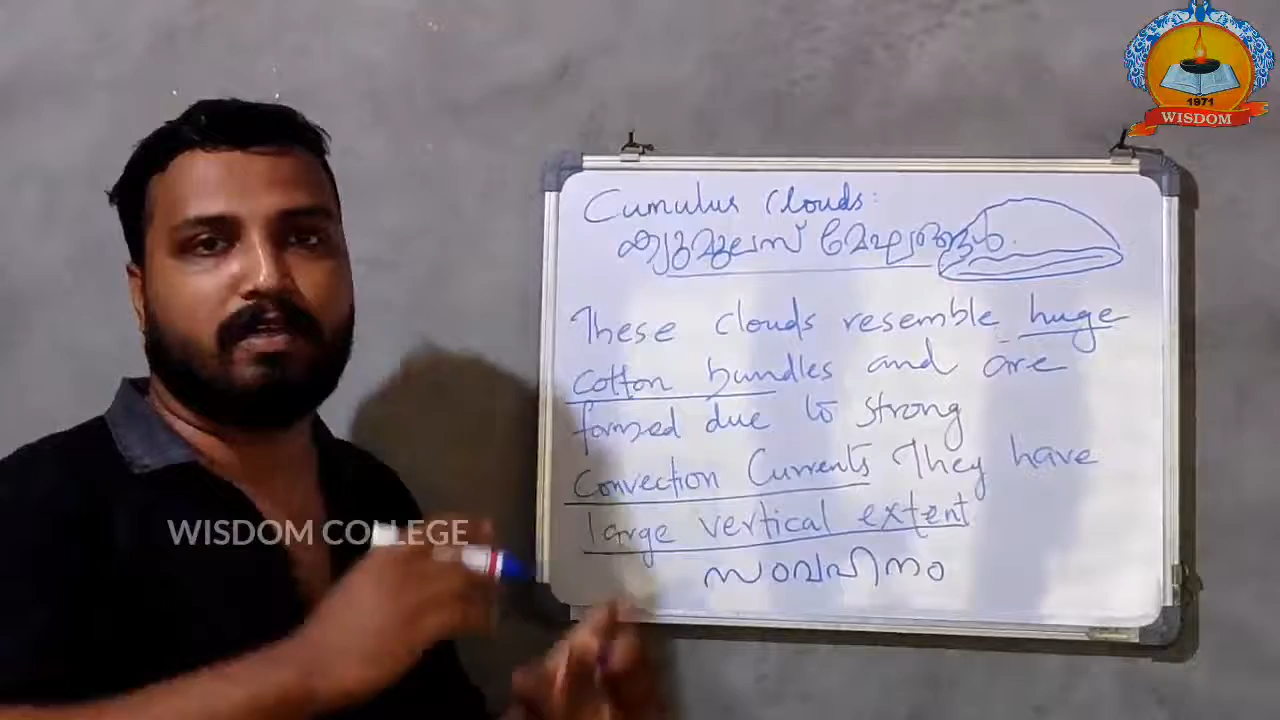 1971
WISDOM
Cumulus Clouds:
ക്യുമുലസ് മേഘങ്ങൾ.
These clouds resemble huge
cotton bundles and are
formed due to strong
Convection Currents They have
large vertical extent
സംവഹനം
WISDOM COLLEGE